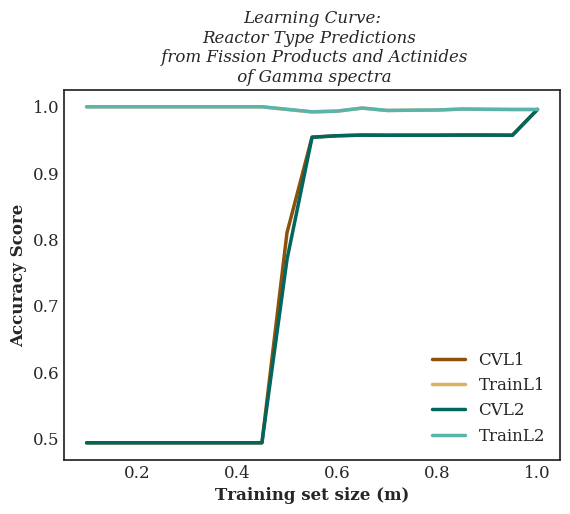 Learning Curve:
Reactor Type Predictions
from Fission Products and Actinides
of Gamma spectra
1.0
0.9
0.8
0.7
0.6
0.5
Accuracy Score
CVL1
TrainL1
CVL2
TrainL2
0.2
0.4
0.6
0.8
1.0
Training set size (m)